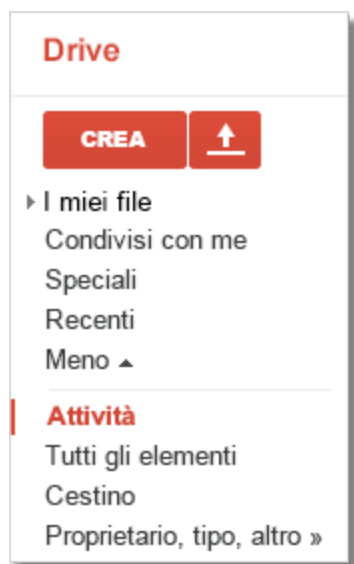 Drive
CREA
I miei file
Condivisi con me
Speciali
Recenti
Meno
Attività
Tutti gli elementi
Cestino
Proprietario, tipo, altro »